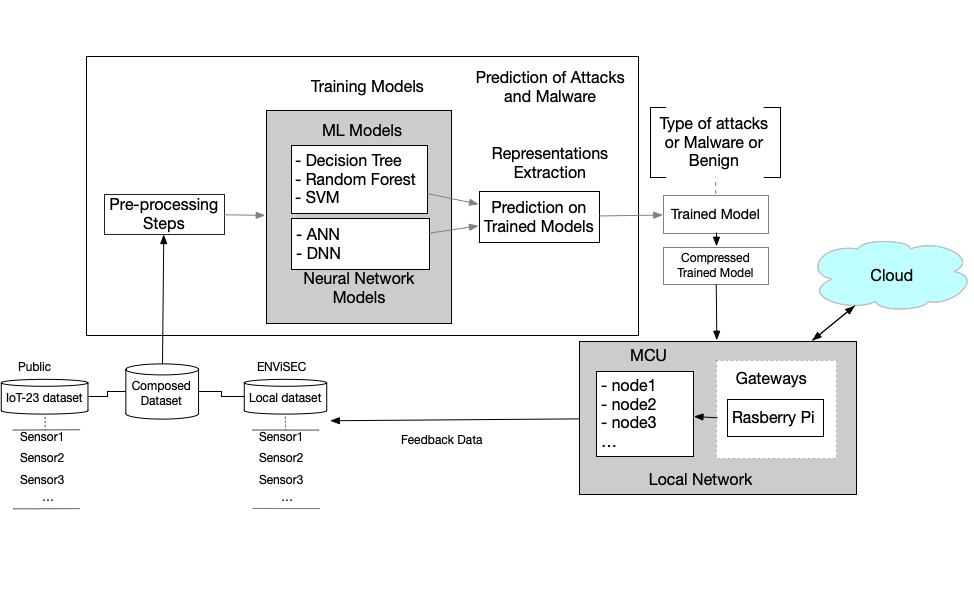 Training Models
Prediction of Attacks
and Malware
ML Models
- Decision Tree
- Random Forest
- SVM
- ANN
- DNN
Neural Network
Models
Pre-processing
Steps
Representations
Extraction
Prediction on
Trained Models
Type of attacks
or Malware or
Benign
Trained Model
Compressed
Trained Model
Cloud
Public
IoT-23 dataset
Sensor1
Sensor2
Sensor3
...
Composed
Dataset
ENViSEC
Local dataset
Sensor1
Sensor2
Sensor3
...
Feedback Data
MCU
- node1
- node2
- node3
...
Gateways
Rasberry Pi
Local Network